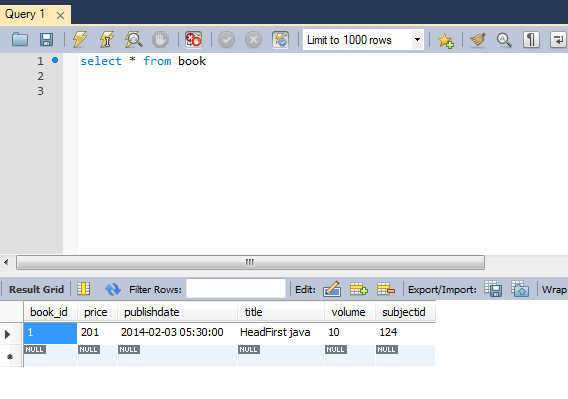 Query 1
Limit to 1000 rows
1 select * from book
2
3
Result Grid Filter Rows: Edit: Export/Import: Wrap
book_id price publishdate title volume subjectid
1 201 2014-02-03 05:30:00 HeadFirst java 10 124
NULL NULL NULL NULL NULL NULL